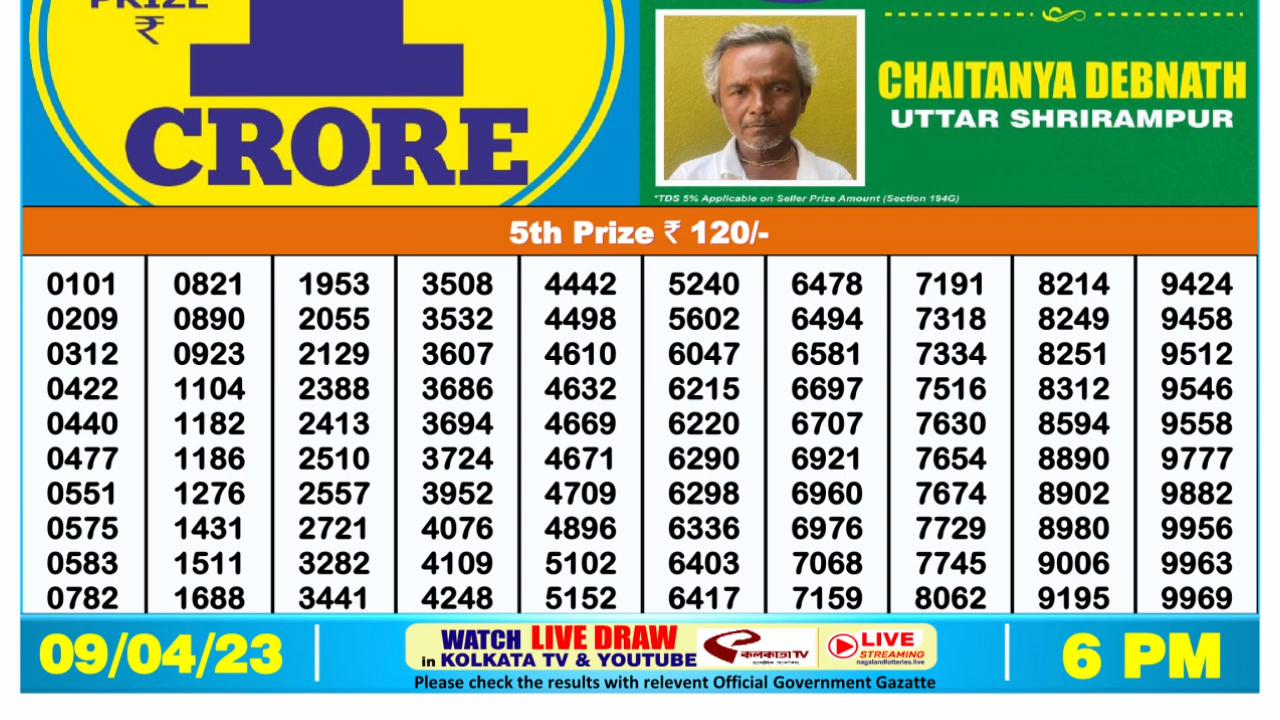 PRIZE
₹
1
CRORE
CHAITANYA DEBNATH
UTTAR SHRIRAMPUR
*TDS 5% Applicable on Seller Prize Amount (Section 194G)
5th Prize ₹ 120/-
0101 0821 1953 3508 4442 5240 6478 7191 8214 9424
0209 0890 2055 3532 4498 5602 6494 7318 8249 9458
0312 0923 2129 3607 4610 6047 6581 7334 8251 9512
0422 1104 2388 3686 4632 6215 6697 7516 8312 9546
0440 1182 2413 3694 4669 6220 6707 7630 8594 9558
0477 1186 2510 3724 4671 6290 6921 7654 8890 9777
0551 1276 2557 3952 4709 6298 6960 7674 8902 9882
0575 1431 2721 4076 4896 6336 6976 7729 8980 9956
0583 1511 3282 4109 5102 6403 7068 7745 9006 9963
0782 1688 3441 4248 5152 6417 7159 8062 9195 9969
09/04/23
WATCH LIVE DRAW
in KOLKATA TV & YOUTUBE
কলকাতা TV
LIVE
STREAMING
nagalandlotteries.live
6 PM
Please check the results with relevent Official Government Gazatte